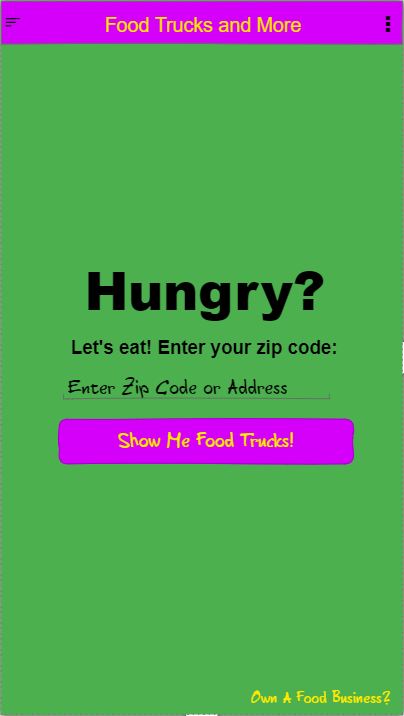 Food Trucks and More
Hungry?
Let's eat! Enter your zip code:
Enter Zip Code or Address
Show Me Food Trucks!
Own A Food Business?